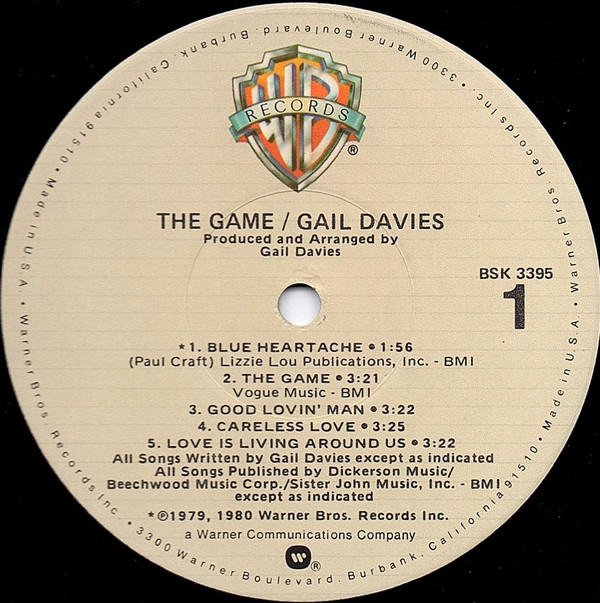 WB
RECORDS
®
THE GAME / GAIL DAVIES
Produced and Arranged by
Gail Davies
BSK 3395
1
*1. BLUE HEARTACHE • 1:56
(Paul Craft) Lizzie Lou Publications, Inc. - BMI
2. THE GAME • 3:21
Vogue Music - BMI
3. GOOD LOVIN' MAN • 3:22
4. CARELESS LOVE • 3:25
5. LOVE IS LIVING AROUND US • 3:22
All Songs Written by Gail Davies except as indicated
All Songs Published by Dickerson Music/
Beechwood Music Corp./Sister John Music, Inc. - BMI
except as indicated
*℗1979, 1980 Warner Bros. Records Inc.
a Warner Communications Company
W®
Warner Bros. Records Inc. • 3300 Warner Boulevard, Burbank, California 91510 • Made in U.S.A. • Warner Bros. Records Inc. • 3300 Warner Boulevard, Burbank, California 91510 • Made in U.S.A. •